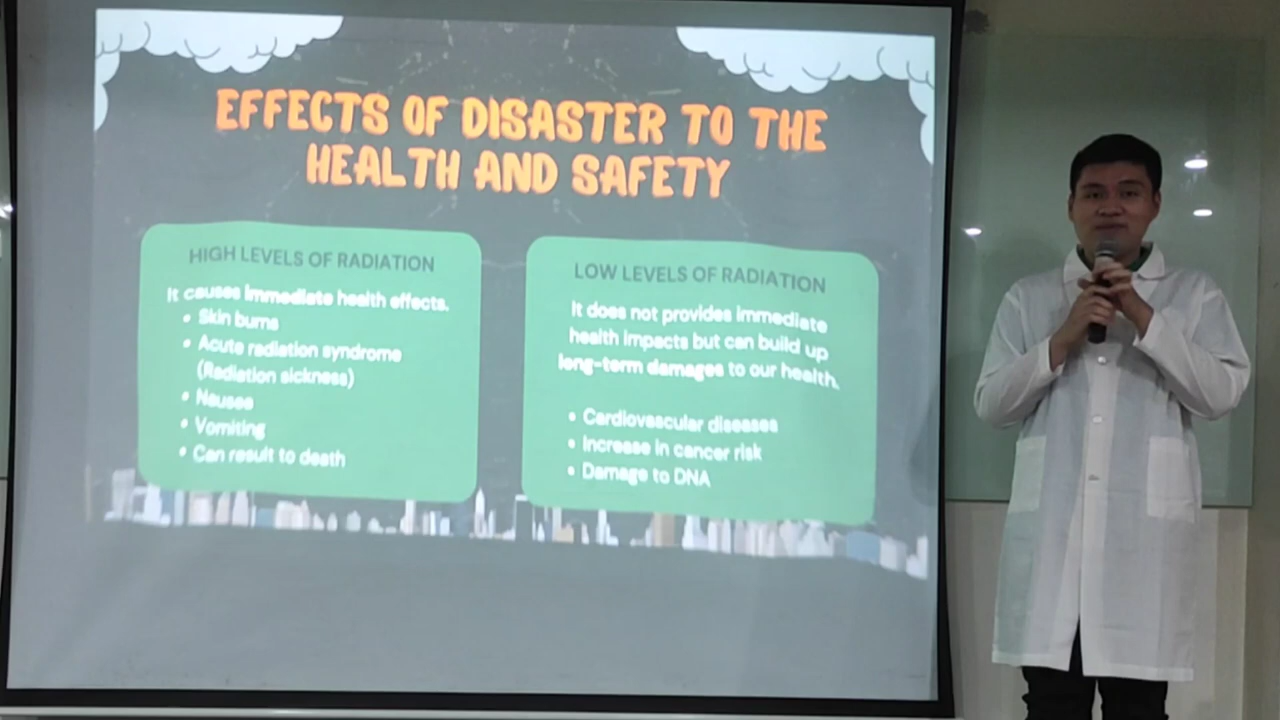 EFFECTS OF DISASTER TO THE
HEALTH AND SAFETY
HIGH LEVELS OF RADIATION
It causes immediate health effects.
• Skin burns
• Acute radiation syndrome
(Radiation sickness)
• Nausea
• Vomiting
• Can result to death
LOW LEVELS OF RADIATION
It does not provides immediate
health impacts but can build up
long-term damages to our health.
• Cardiovascular diseases
• Increase in cancer risk
• Damage to DNA